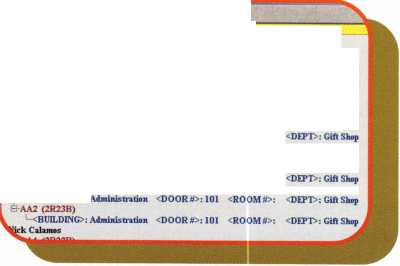 <DEPT>: Gift Shop
<DEPT>: Gift Shop
Administration <DOOR #>: 101 <ROOM #>: <DEPT>: Gift Shop
AA2 (2R23B)
<BUILDING>: Administration <DOOR #>: 101 <ROOM #>: <DEPT>: Gift Shop
Nick Calamos